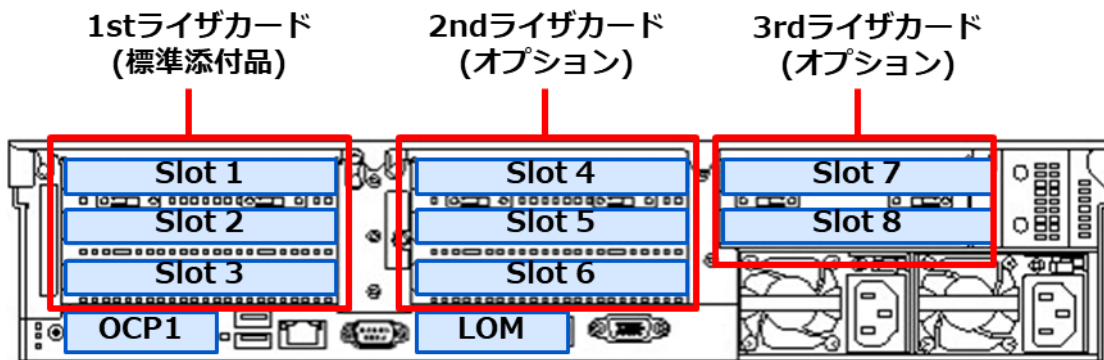 1stライザカード
(標準添付品)
2ndライザカード
(オプション)
3rdライザカード
(オプション)
Slot 1
Slot 4
Slot 7
Slot 2
Slot 5
Slot 8
Slot 3
Slot 6
OCP1
LOM